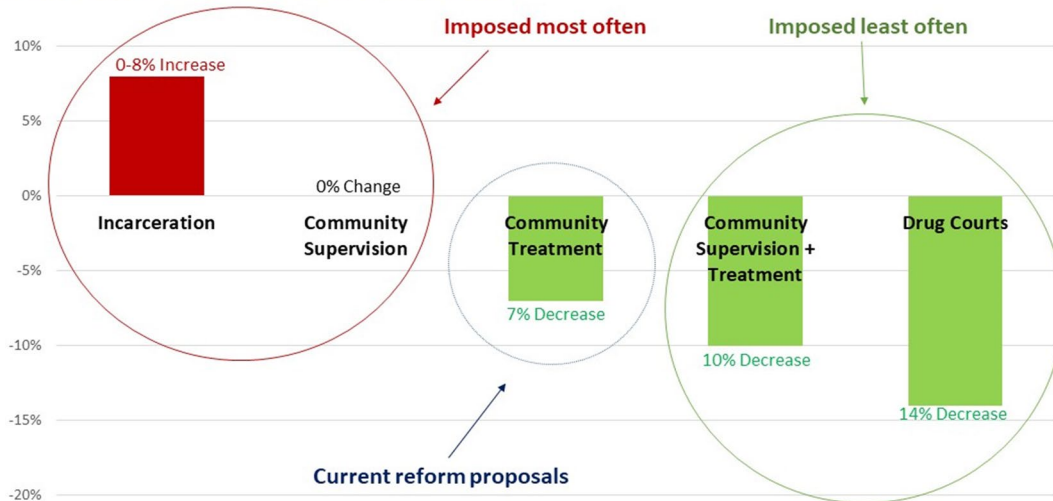 Imposed most often
Imposed least often
10%
0-8% Increase
5%
0% Change
0%
Incarceration
Community
Supervision
Community
Treatment
Community
Supervision +
Treatment
Drug Courts
-5%
7% Decrease
-10%
10% Decrease
14% Decrease
-15%
Current reform proposals
-20%